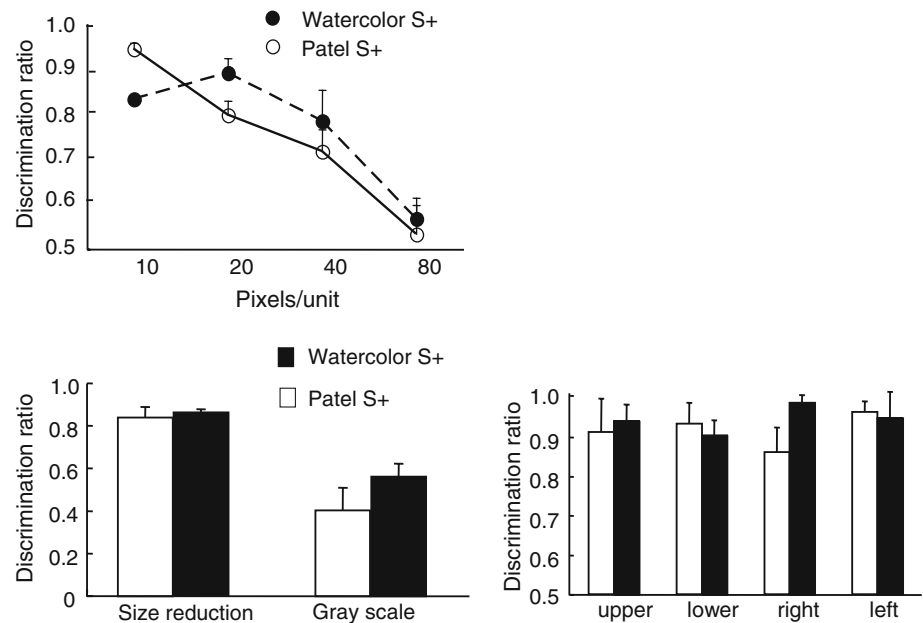 Watercolor S+
Patel S+
Discrimination ratio
1.0
0.9
0.8
0.7
0.6
0.5
10 20 40 80
Pixels/unit
Watercolor S+
Patel S+
Discrimination ratio
1.0
0.8
0.6
0.4
0.2
0
Size reduction Gray scale
Discrimination ratio
1.0
0.9
0.8
0.7
0.6
0.5
upper lower right left